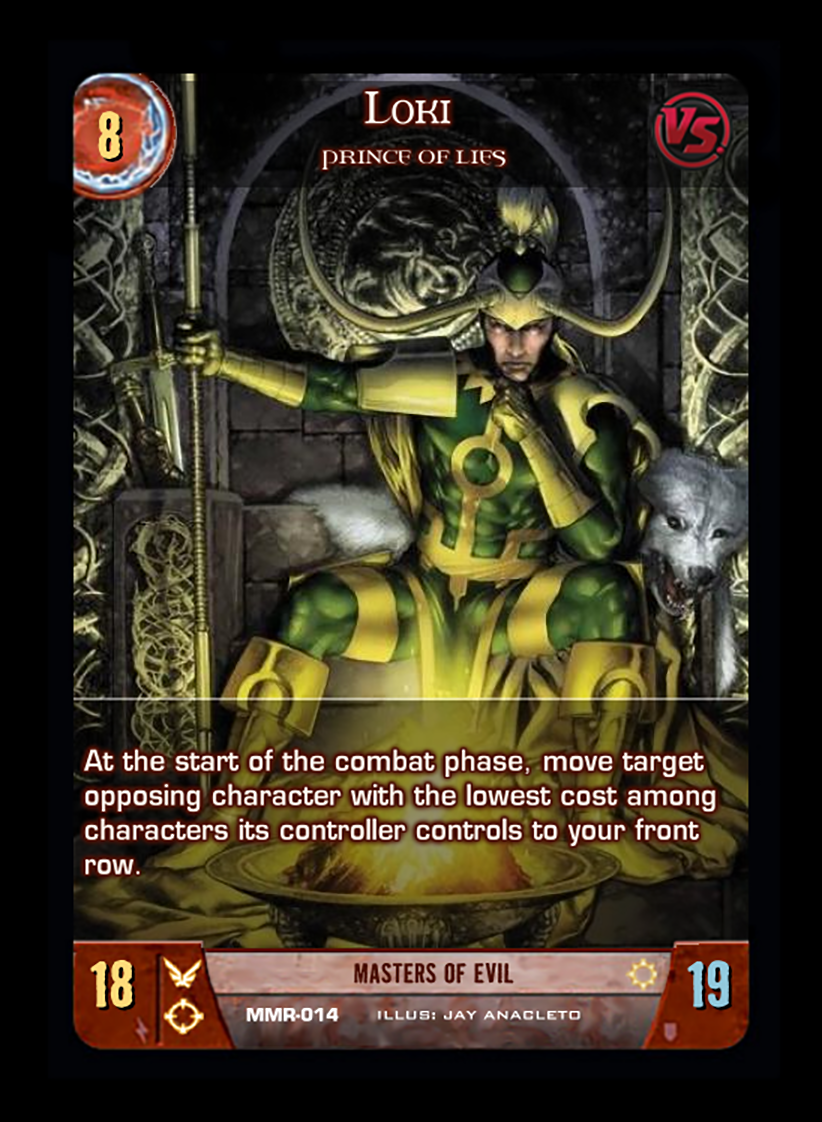 8
LOKI
VS.
PRINCE OF LIES
At the start of the combat phase, move target
opposing character with the lowest cost among
characters its controller controls to your front
row.
18
MASTERS OF EVIL
19
MMR-014 ILLUS: JAY ANACLETO